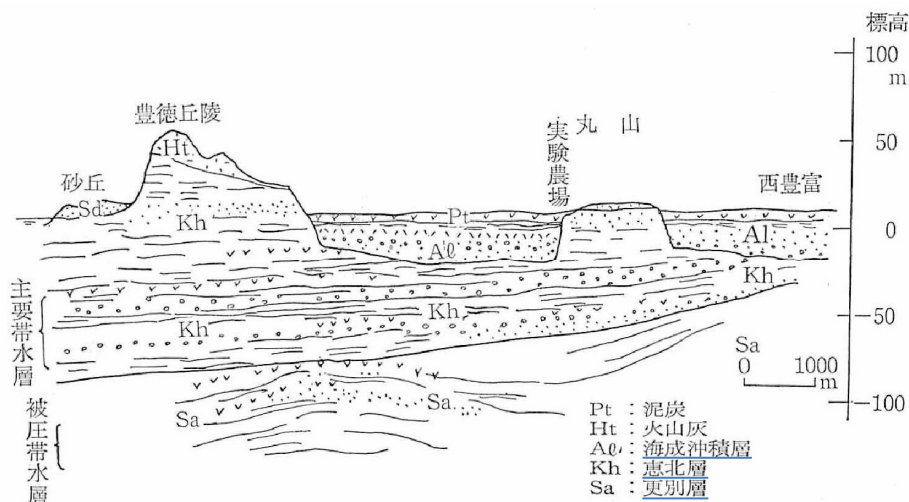 標高
100
m
50
0
−50
−100
豊徳丘陵
Ht
砂丘
Sd
Kh
実験農場
丸山
西豊富
Pt
Aℓ
Al
Kh
Kh
Kh
主要帯水層
Sa
0 1000
m
Sa
Sa
被圧帯水層
Pt：泥炭
Ht：火山灰
Aℓ：海成沖積層
Kh：恵北層
Sa：更別層